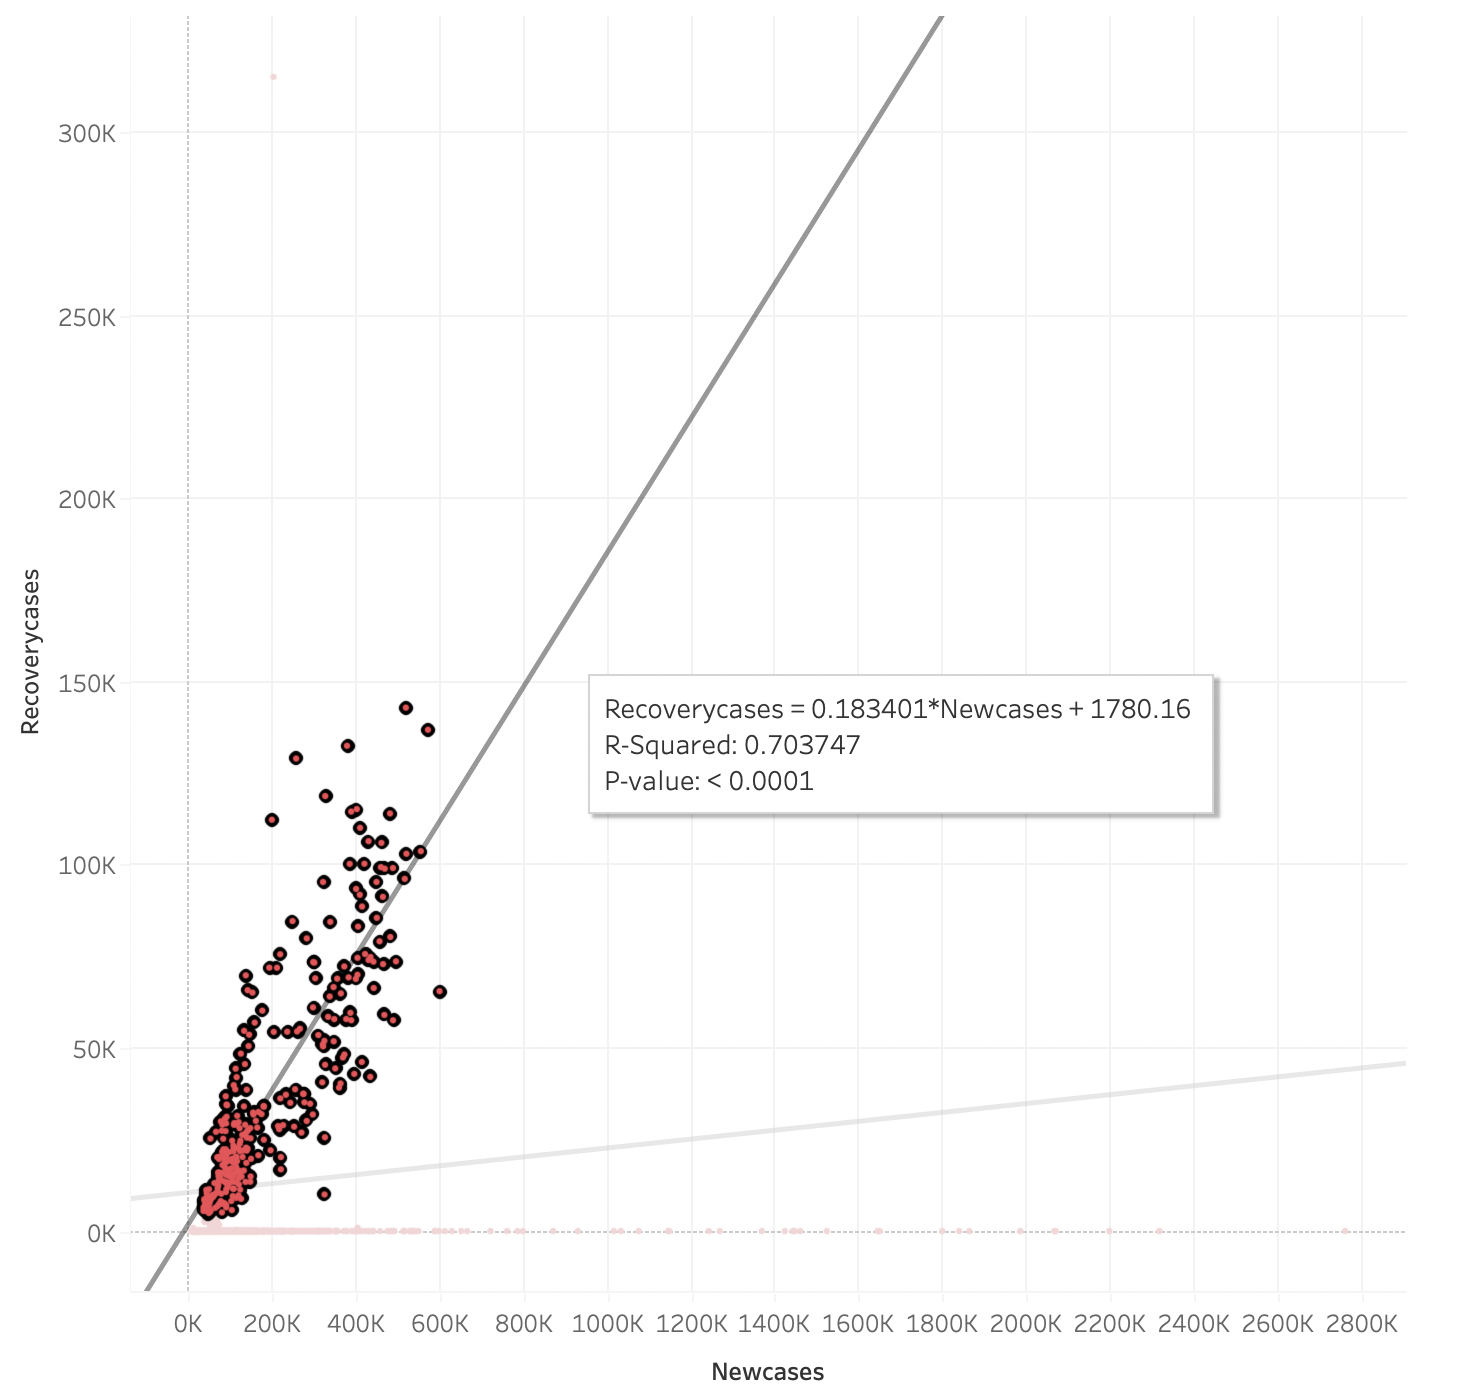 300K
250K
200K
150K
100K
50K
0K
Recoverycases
Recoverycases = 0.183401*Newcases + 1780.16
R-Squared: 0.703747
P-value: < 0.0001
0K 200K 400K 600K 800K 1000K 1200K 1400K 1600K 1800K 2000K 2200K 2400K 2600K 2800K
Newcases